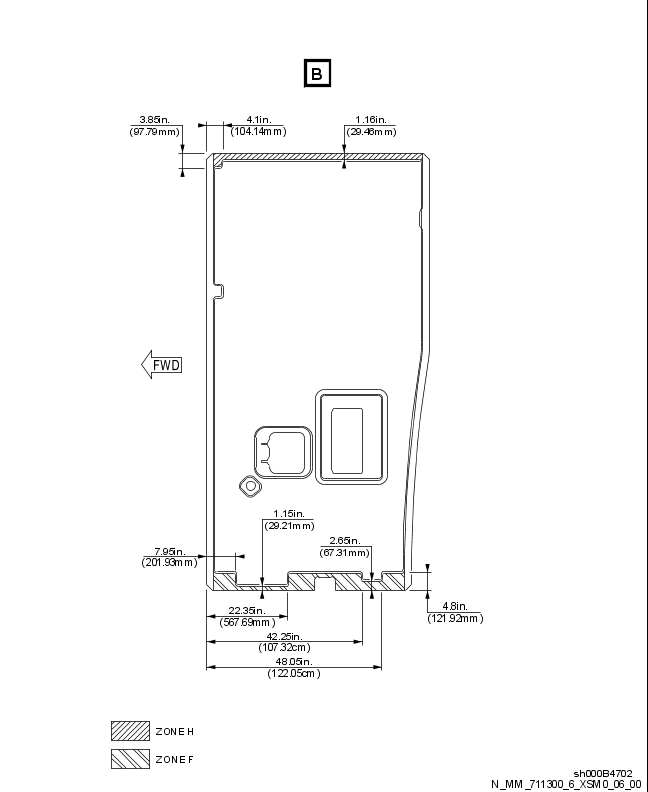 B
3.85in.
(97.79mm)
4.1in.
(104.14mm)
1.16in.
(29.46mm)
FWD
1.15in.
(29.21mm)
2.65in.
(67.31mm)
7.95in.
(201.93mm)
4.8in.
(121.92mm)
22.35in.
(567.69mm)
42.25in.
(107.32cm)
48.05in.
(122.05cm)
ZONE H
ZONE F
sh000B4702
N_MM_711300_6_XSM0_06_00